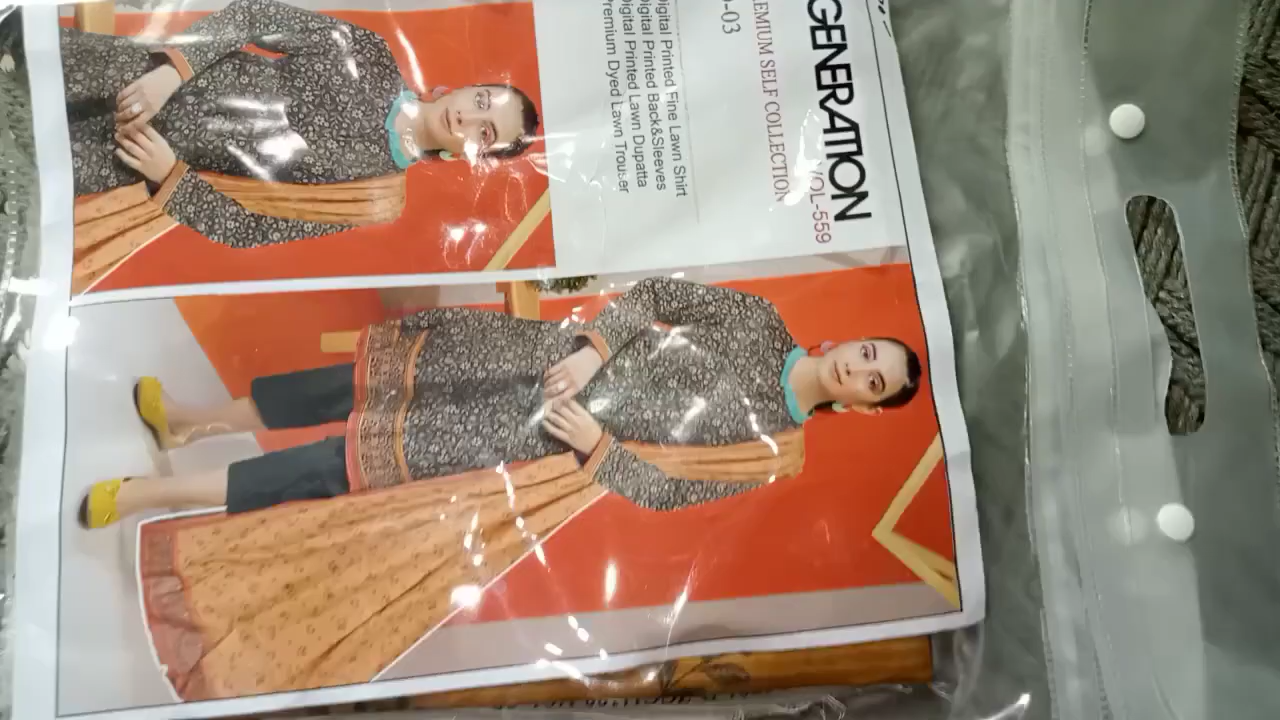 GENERATION
VOL-559
EMIUM SELF COLLECTION
-03
igital Printed Fine Lawn Shirt
igital Printed Back&Sleeves
igital Printed Lawn Dupatta
remium Dyed Lawn Trouser